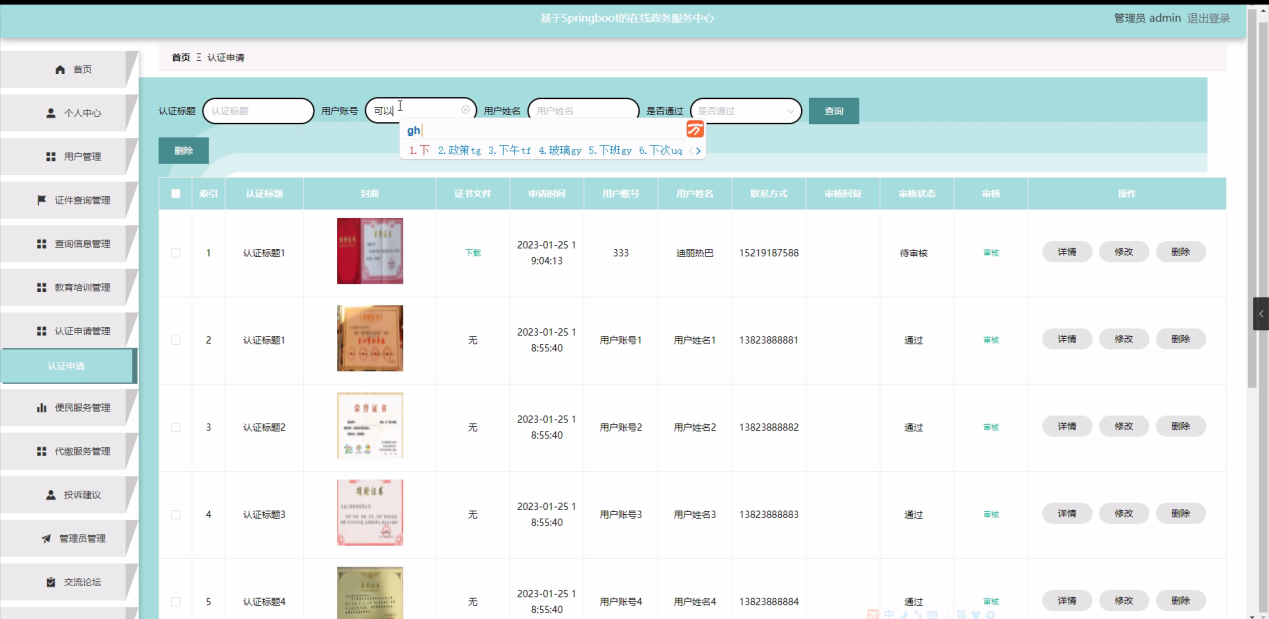 基于Springboot的在线政务服务中心
管理员 admin 退出登录
首页
个人中心
用户管理
证件查询管理
查询信息管理
教育培训管理
认证申请管理
认证申请
便民服务管理
代缴服务管理
投诉建议
管理员管理
交流论坛
首页 Ξ 认证申请
认证标题 认证标题 用户账号 可以 用户姓名 用户姓名 是否通过 是否通过 查询
gh
1.下 2.政策tg 3.下午tf 4.玻璃gy 5.下班gy 6.下次uq
删除
索引 认证标题 封面 证书文件 申请时间 用户账号 用户姓名 联系方式 审核回复 审核状态 审核 操作
1 认证标题1 下载 2023-01-25 1 333 迪丽热巴 15219187588 待审核 审核 详情 修改 删除
9:04:13
2 认证标题1 无 2023-01-25 1 用户账号1 用户姓名1 13823888881 通过 审核 详情 修改 删除
8:55:40
荣誉证书
3 认证标题2 无 2023-01-25 1 用户账号2 用户姓名2 13823888882 通过 审核 详情 修改 删除
8:55:40
4 认证标题3 无 2023-01-25 1 用户账号3 用户姓名3 13823888883 通过 审核 详情 修改 删除
8:55:40
5 认证标题4 无 2023-01-25 1 用户账号4 用户姓名4 13823888884 通过 审核 详情 修改 删除
8:55:40